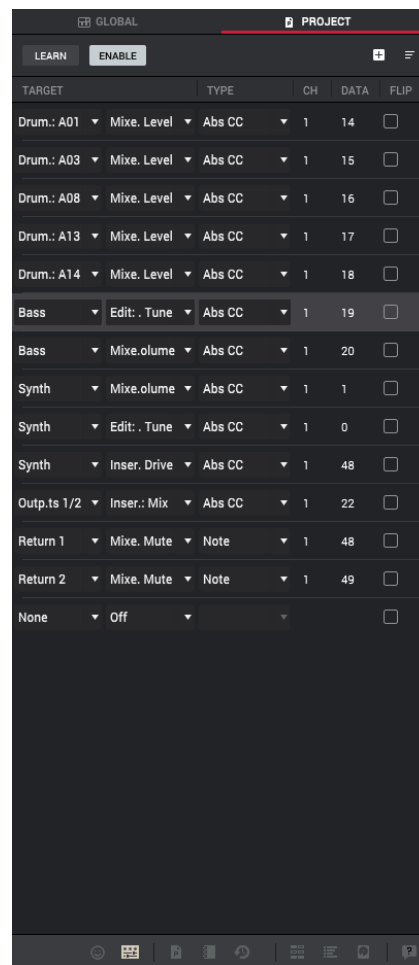 GLOBAL PROJECT
LEARN ENABLE
TARGET TYPE CH DATA FLIP
Drum.: A01 Mixe. Level Abs CC 1 14
Drum.: A03 Mixe. Level Abs CC 1 15
Drum.: A08 Mixe. Level Abs CC 1 16
Drum.: A13 Mixe. Level Abs CC 1 17
Drum.: A14 Mixe. Level Abs CC 1 18
Bass Edit: . Tune Abs CC 1 19
Bass Mixe.olume Abs CC 1 20
Synth Mixe.olume Abs CC 1 1
Synth Edit: . Tune Abs CC 1 0
Synth Inser. Drive Abs CC 1 48
Outp.ts 1/2 Inser.: Mix Abs CC 1 22
Return 1 Mixe. Mute Note 1 48
Return 2 Mixe. Mute Note 1 49
None Off